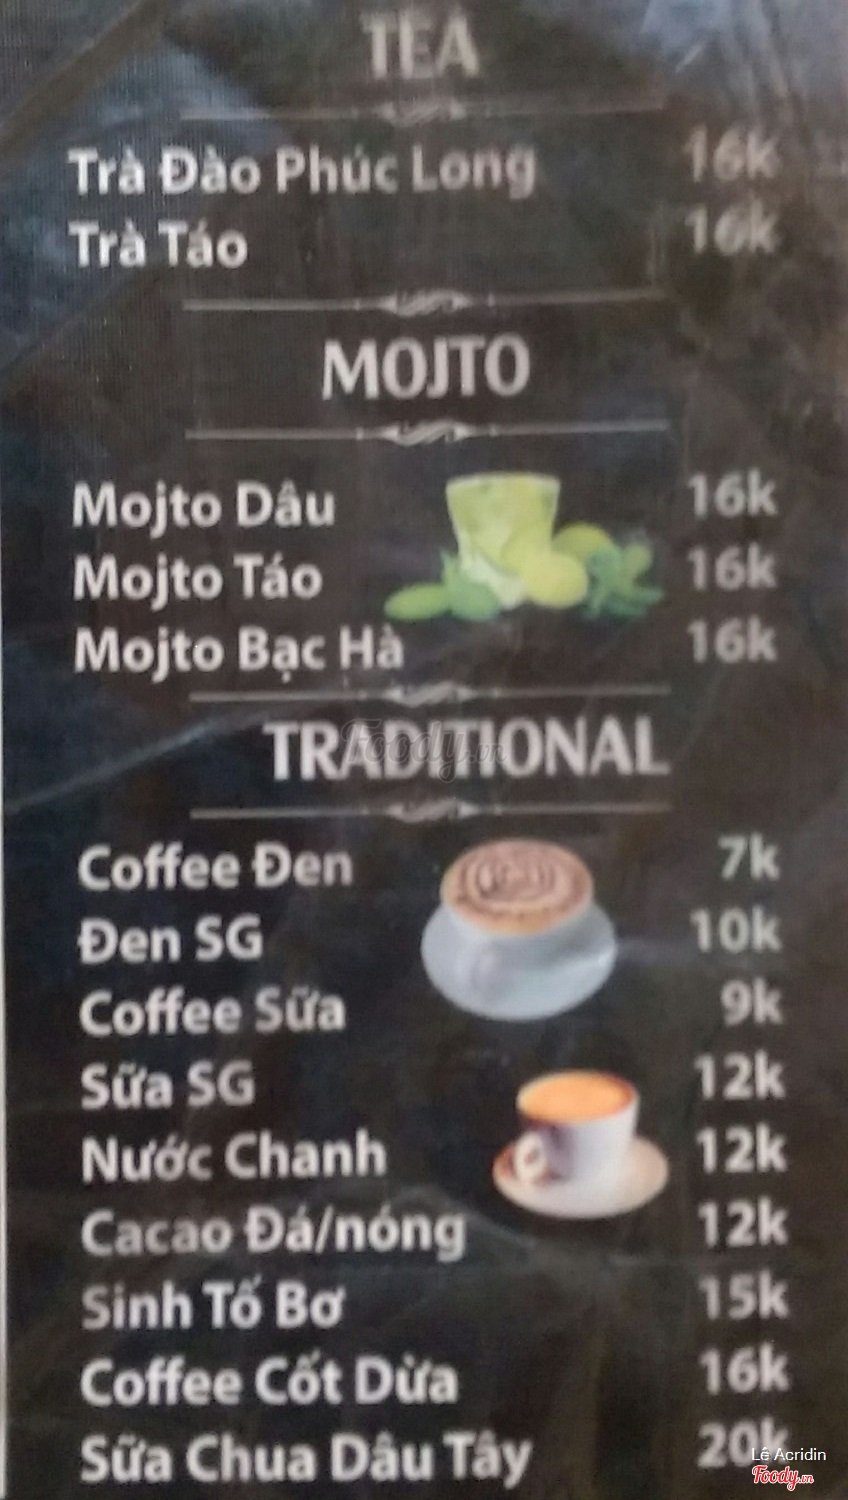 TEA
Trà Đào Phúc Long 16k
Trà Táo 16k
MOJTO
Mojto Dâu 16k
Mojto Táo 16k
Mojto Bạc Hà 16k
TRADITIONAL
Foody.vn
Coffee Đen 7k
Đen SG 10k
Coffee Sữa 9k
Sữa SG 12k
Nước Chanh 12k
Cacao Đá/nóng 12k
Sinh Tố Bơ 15k
Coffee Cốt Dừa 16k
Sữa Chua Dâu Tây 20k
Lê Acridin
Foody.vn